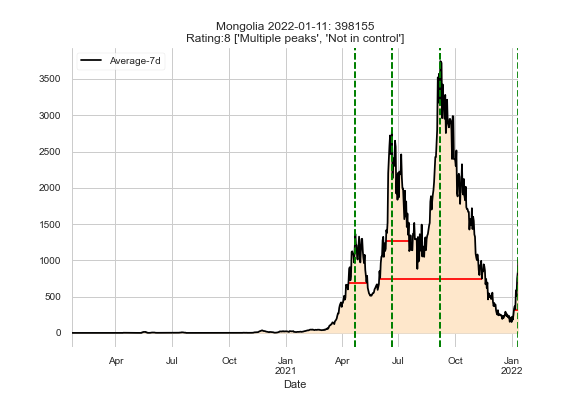 Mongolia 2022-01-11: 398155
Rating:8 ['Multiple peaks', 'Not in control']
Average-7d
3500
3000
2500
2000
1500
1000
500
0
Apr Jul Oct Jan Apr Jul Oct Jan
2021 2022
Date